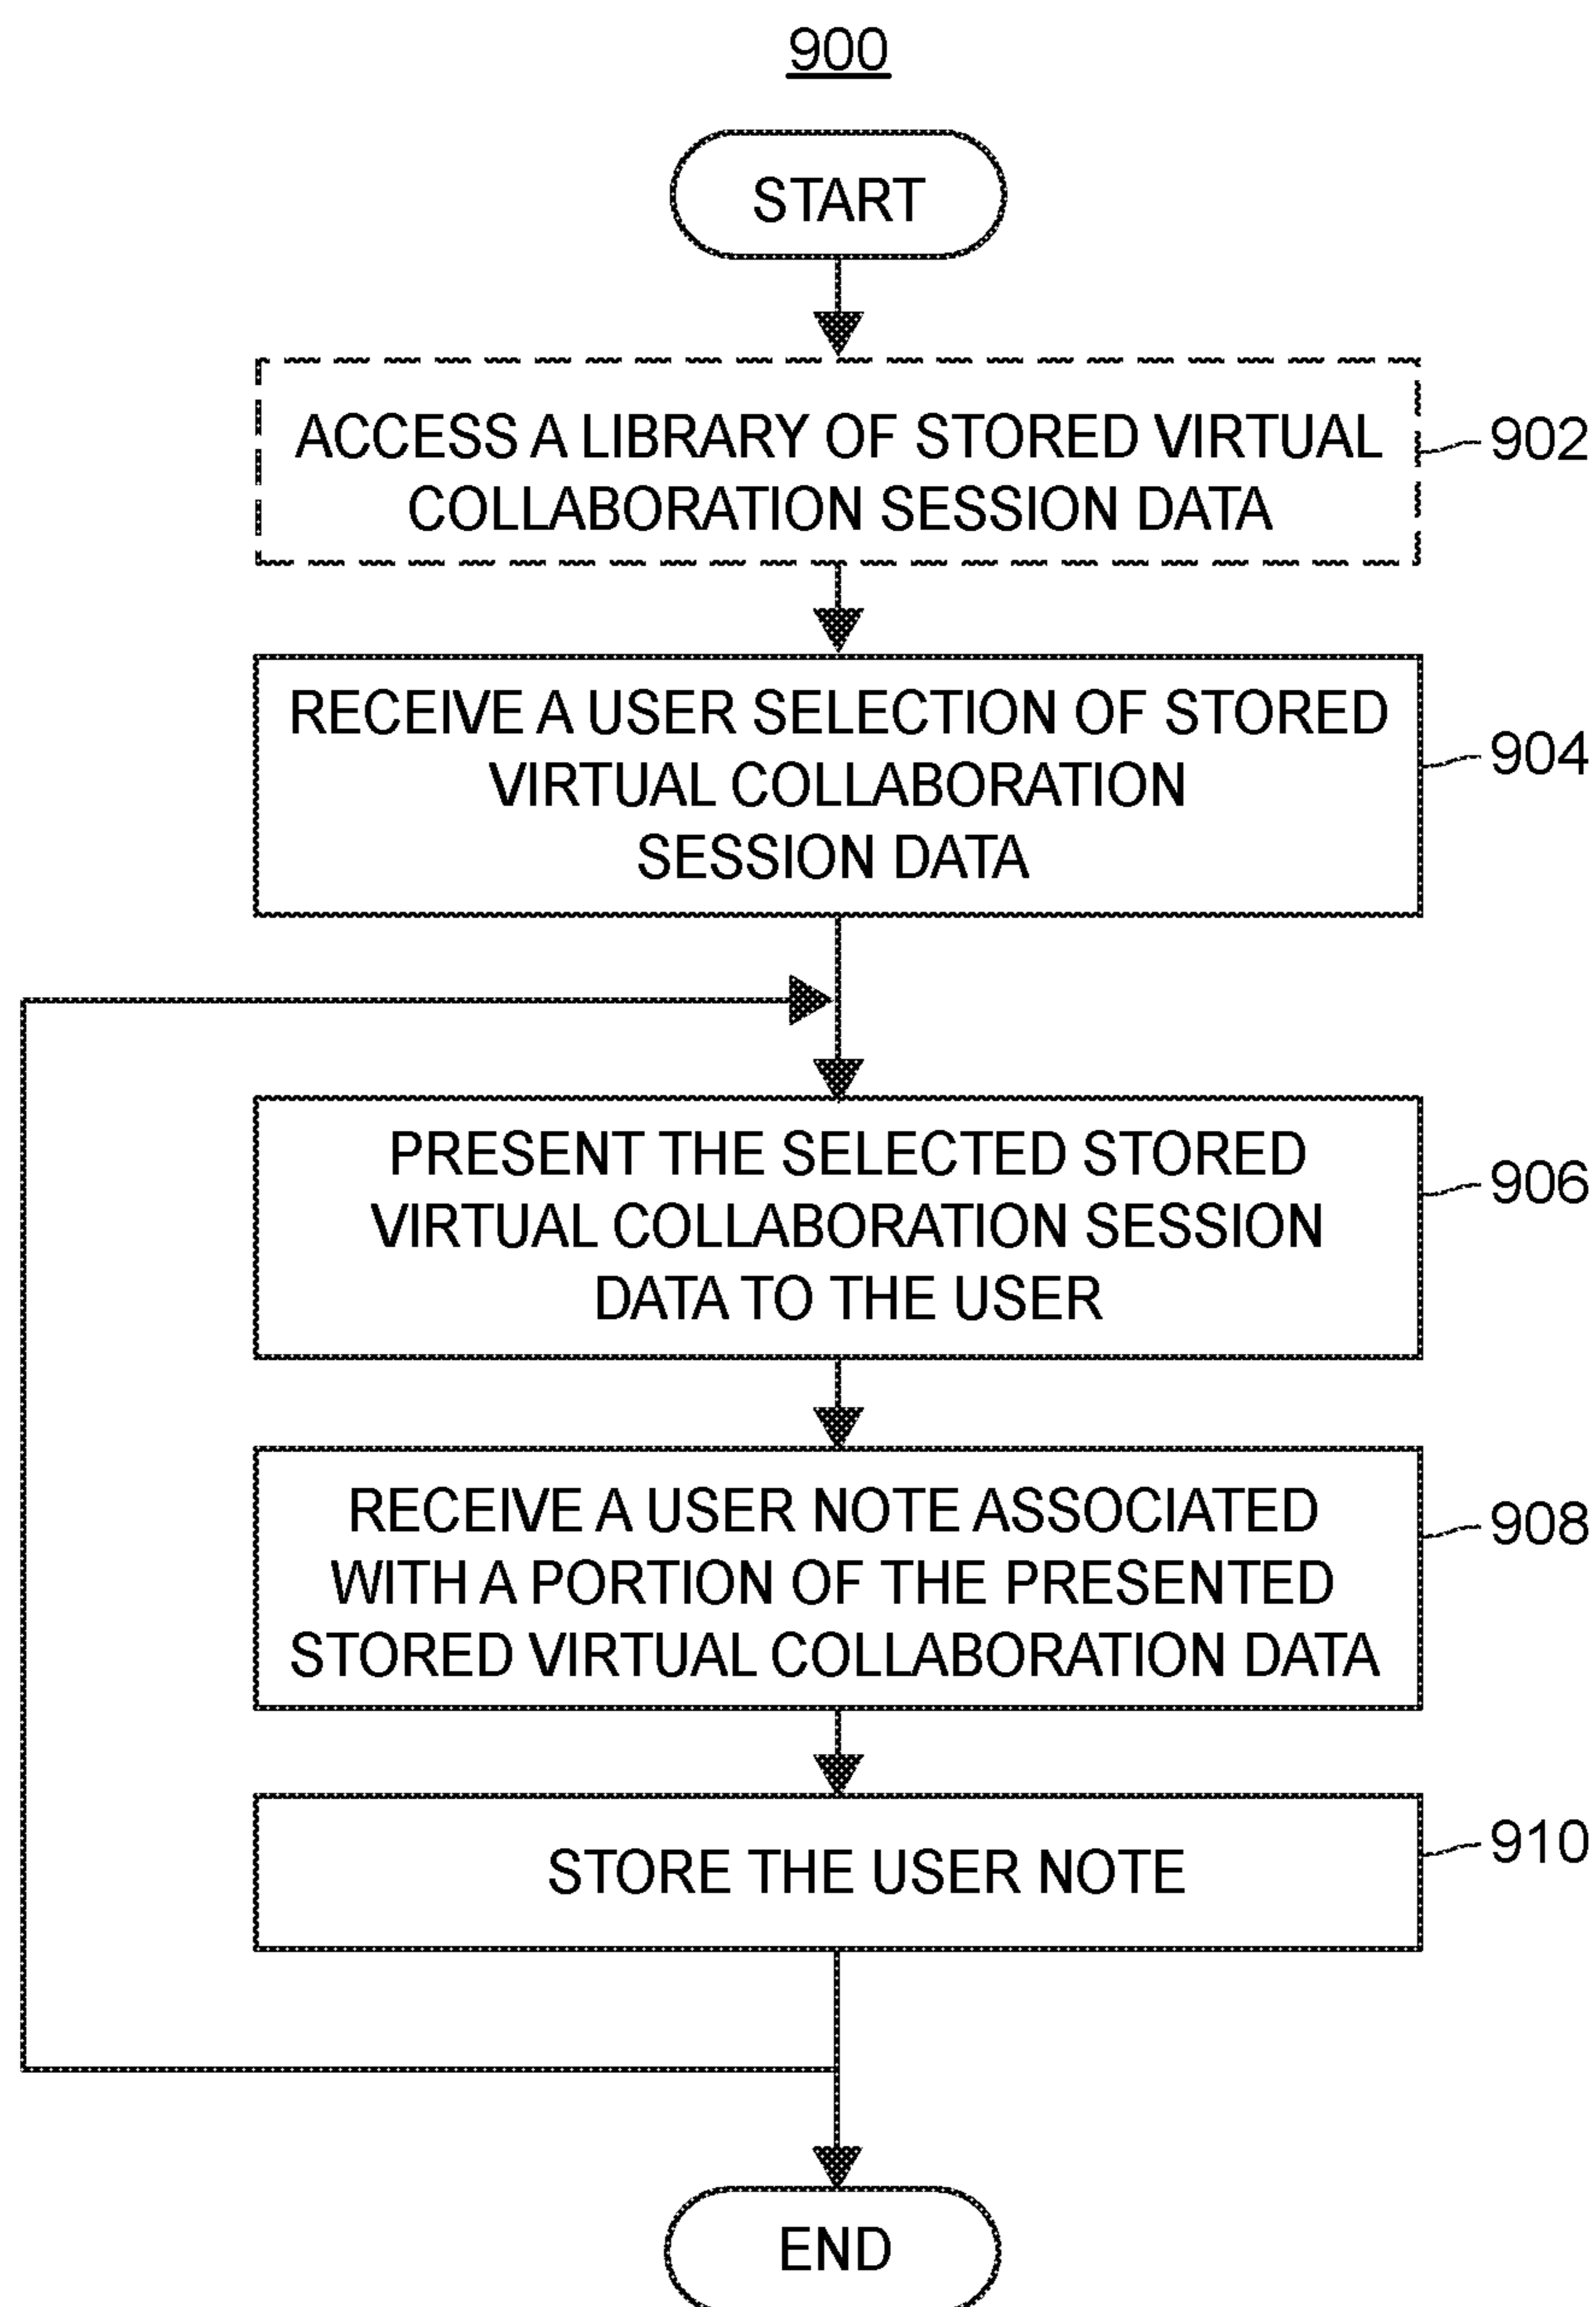 900
START
ACCESS A LIBRARY OF STORED VIRTUAL
COLLABORATION SESSION DATA
902
RECEIVE A USER SELECTION OF STORED
VIRTUAL COLLABORATION
SESSION DATA
904
PRESENT THE SELECTED STORED
VIRTUAL COLLABORATION SESSION
DATA TO THE USER
906
RECEIVE A USER NOTE ASSOCIATED
WITH A PORTION OF THE PRESENTED
STORED VIRTUAL COLLABORATION DATA
908
STORE THE USER NOTE
910
END